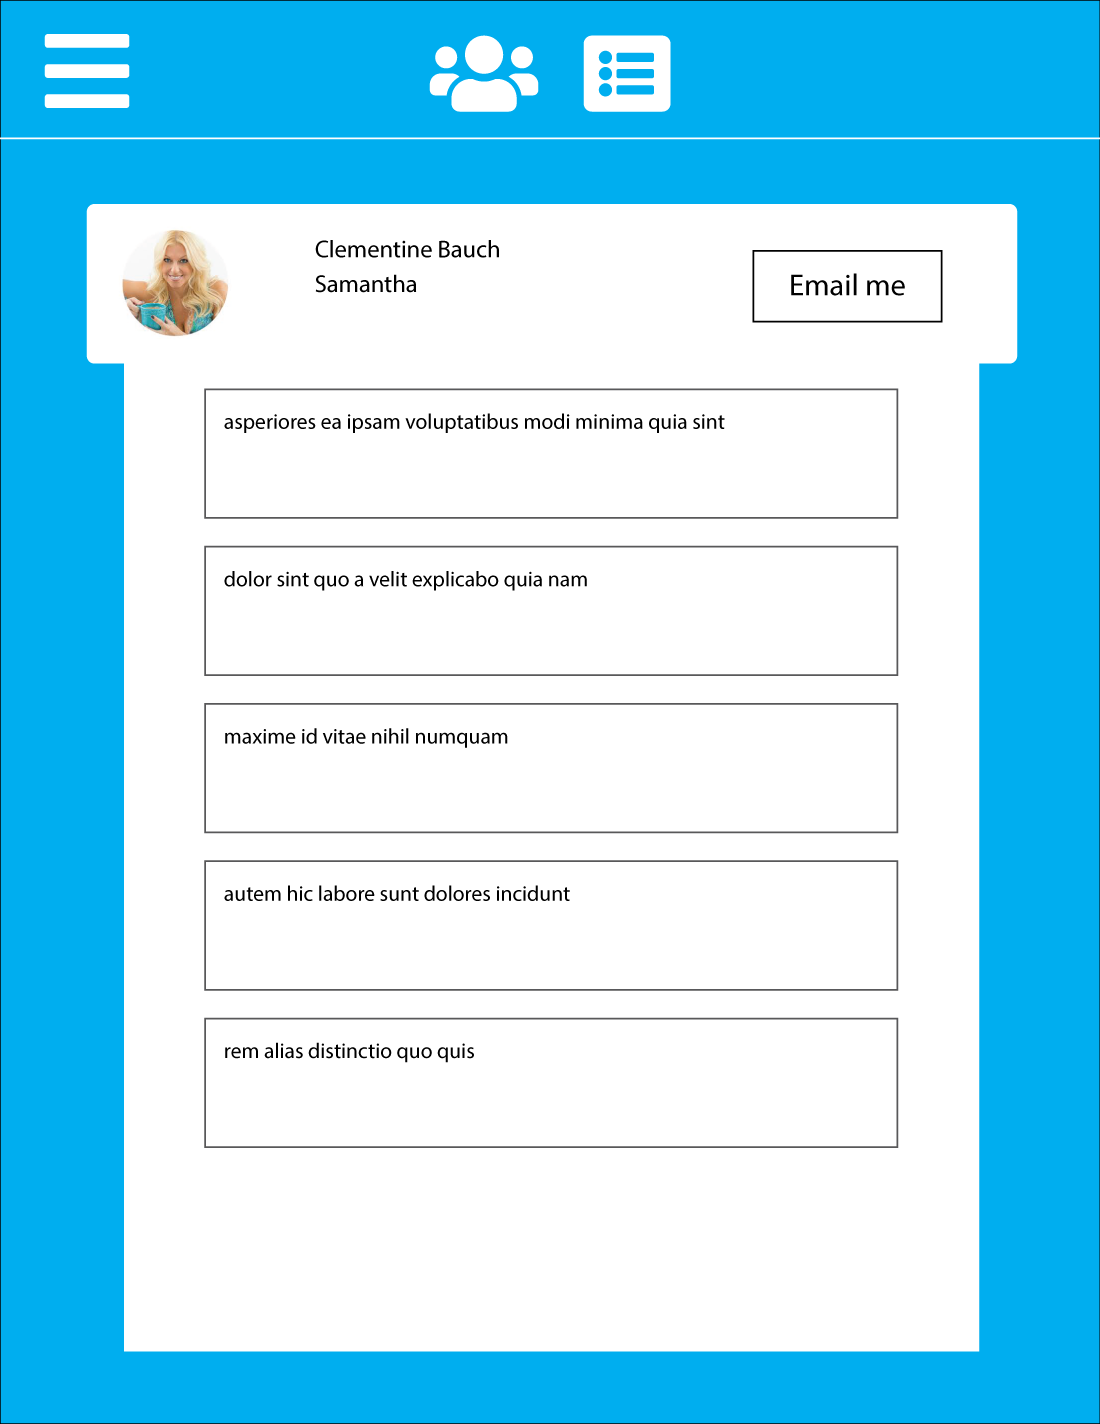 Clementine Bauch
Samantha
Email me
asperiores ea ipsam voluptatibus modi minima quia sint
dolor sint quo a velit explicabo quia nam
maxime id vitae nihil numquam
autem hic labore sunt dolores incidunt
rem alias distinctio quo quis